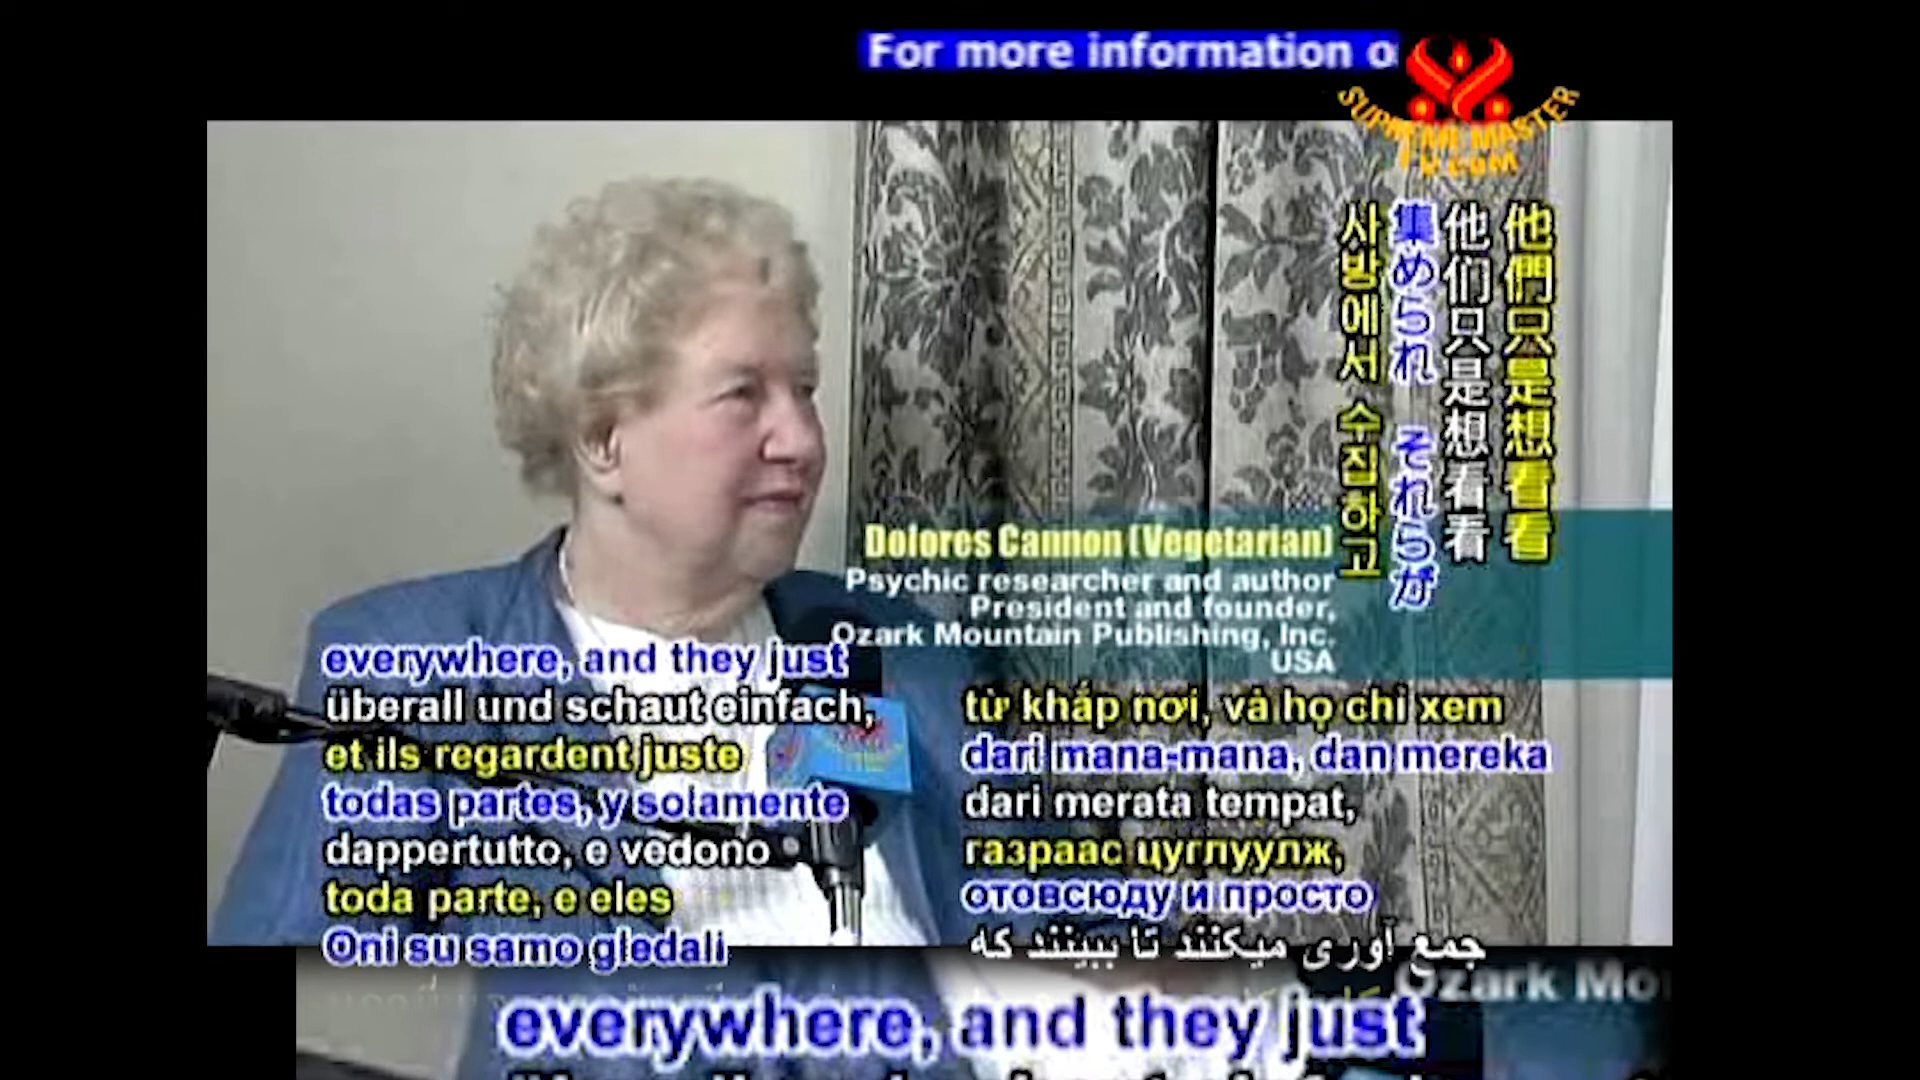 For more information o
SUPREME MASTER
TV.COM
他們只是想看看
他们只是想看看
集められ それらが
사방에서 수집하고
Dolores Cannon (Vegetarian)
Psychic researcher and author
President and founder,
Ozark Mountain Publishing, Inc.
USA
everywhere, and they just
überall und schaut einfach,
et ils regardent juste
todas partes, y solamente
dappertutto, e vedono
toda parte, e eles
Oni su samo gledali
từ khắp nơi, và họ chỉ xem
dari mana-mana, dan mereka
dari merata tempat,
газраас цуглуулж,
отовсюду и просто
جمع آوری میکنند تا ببینند که
Ozark Mo
everywhere, and they just